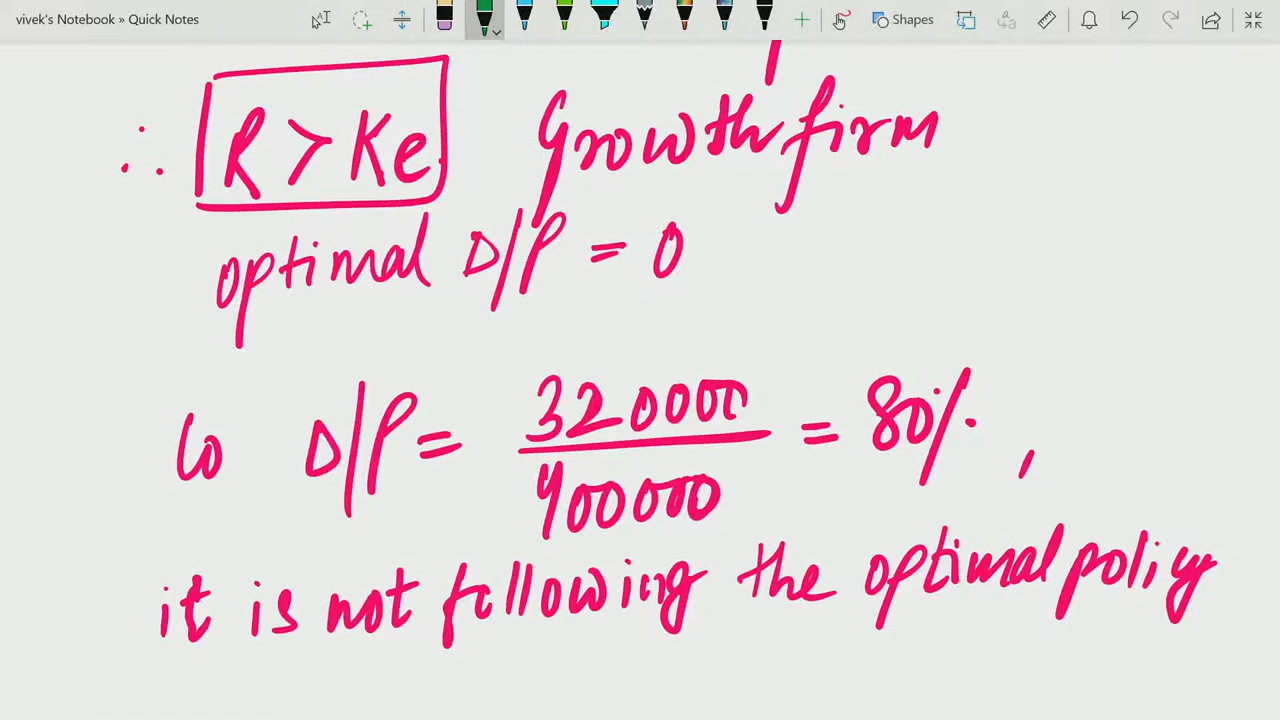 vivek's Notebook » Quick Notes
Shapes
∴ R > Ke Growth firm
optimal D/P = 0
Co D/P = 320000 / 400000 = 80%,
it is not following the optimal policy